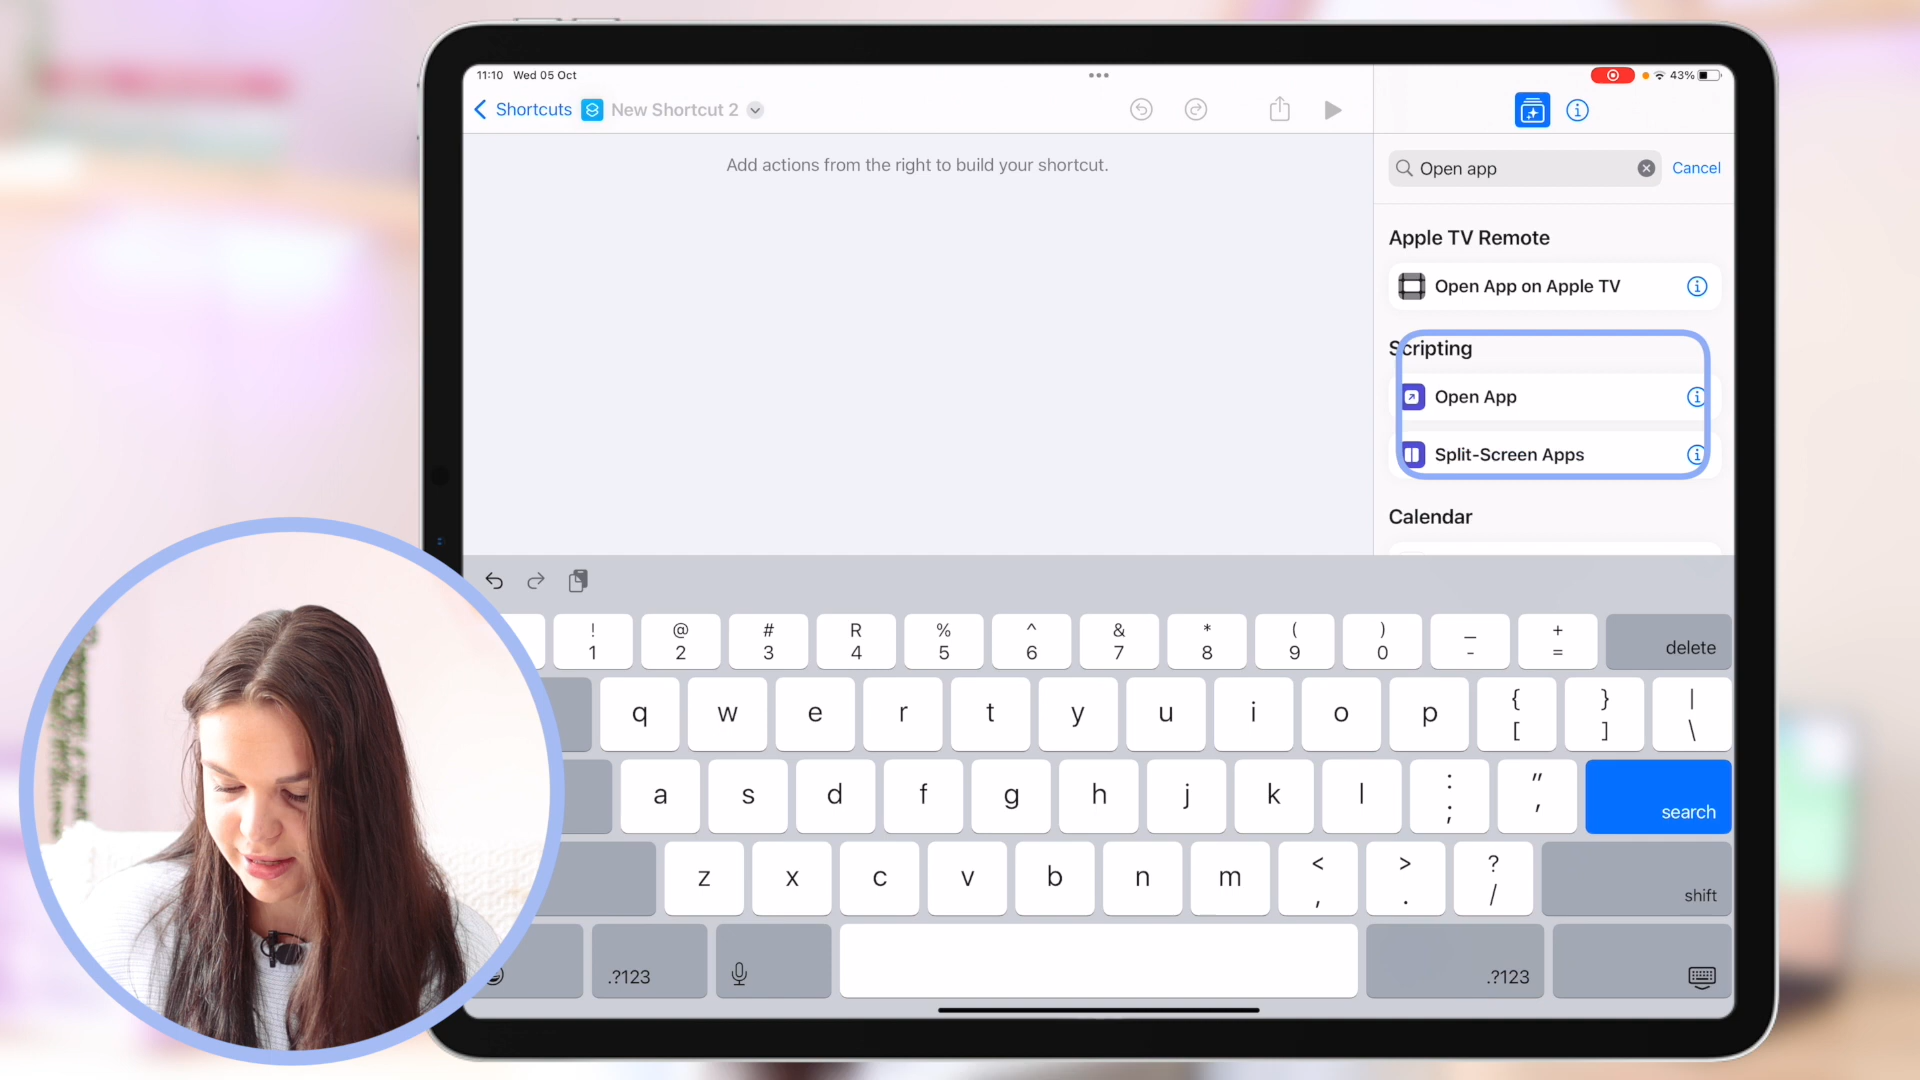 11:10 Wed 05 Oct
43%
Shortcuts New Shortcut 2
Add actions from the right to build your shortcut.
Open app Cancel
Apple TV Remote
Open App on Apple TV
Scripting
Open App
Split-Screen Apps
Calendar
! @ # R % ^ & * ( ) _ +
1 2 3 4 5 6 7 8 9 0 - = delete
q w e r t y u i o p { } |
[ ] \
a s d f g h j k l : "
; ' search
z x c v b n m < > ?
, . / shift
.?123 .?123